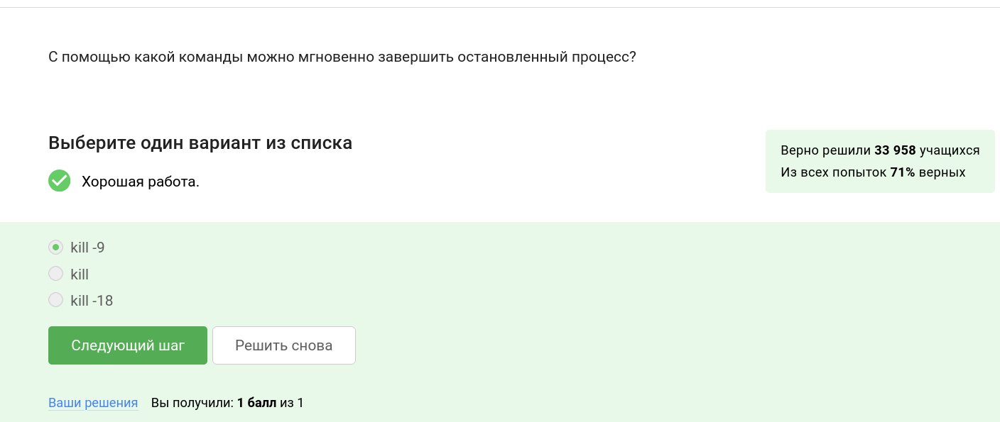 С помощью какой команды можно мгновенно завершить остановленный процесс?
Выберите один вариант из списка
Хорошая работа.
Верно решили 33 958 учащихся
Из всех попыток 71% верных
kill -9
kill
kill -18
Следующий шаг
Решить снова
Ваши решения Вы получили: 1 балл из 1